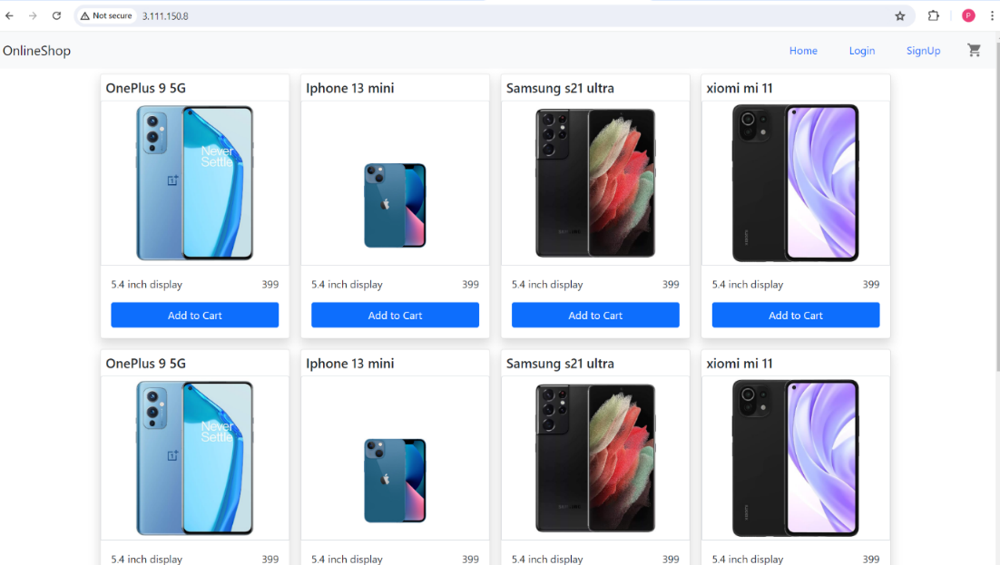 Not secure 3.111.150.8
P
OnlineShop Home Login SignUp
OnePlus 9 5G Iphone 13 mini Samsung s21 ultra xiomi mi 11
Never
Settle
5.4 inch display 399 5.4 inch display 399 5.4 inch display 399 5.4 inch display 399
Add to Cart Add to Cart Add to Cart Add to Cart
OnePlus 9 5G Iphone 13 mini Samsung s21 ultra xiomi mi 11
Never
Settle
5.4 inch display 399 5.4 inch display 399 5.4 inch display 399 5.4 inch display 399